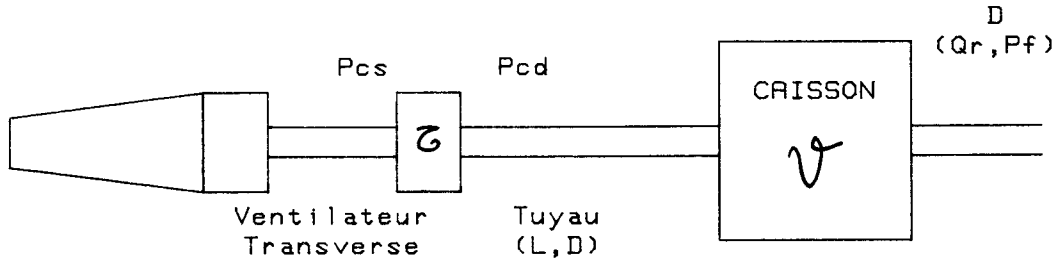 D
(Qr,Pf)
Pcs
Pcd
CAISSON
V
Ventilateur
Transverse
Tuyau
(L,D)